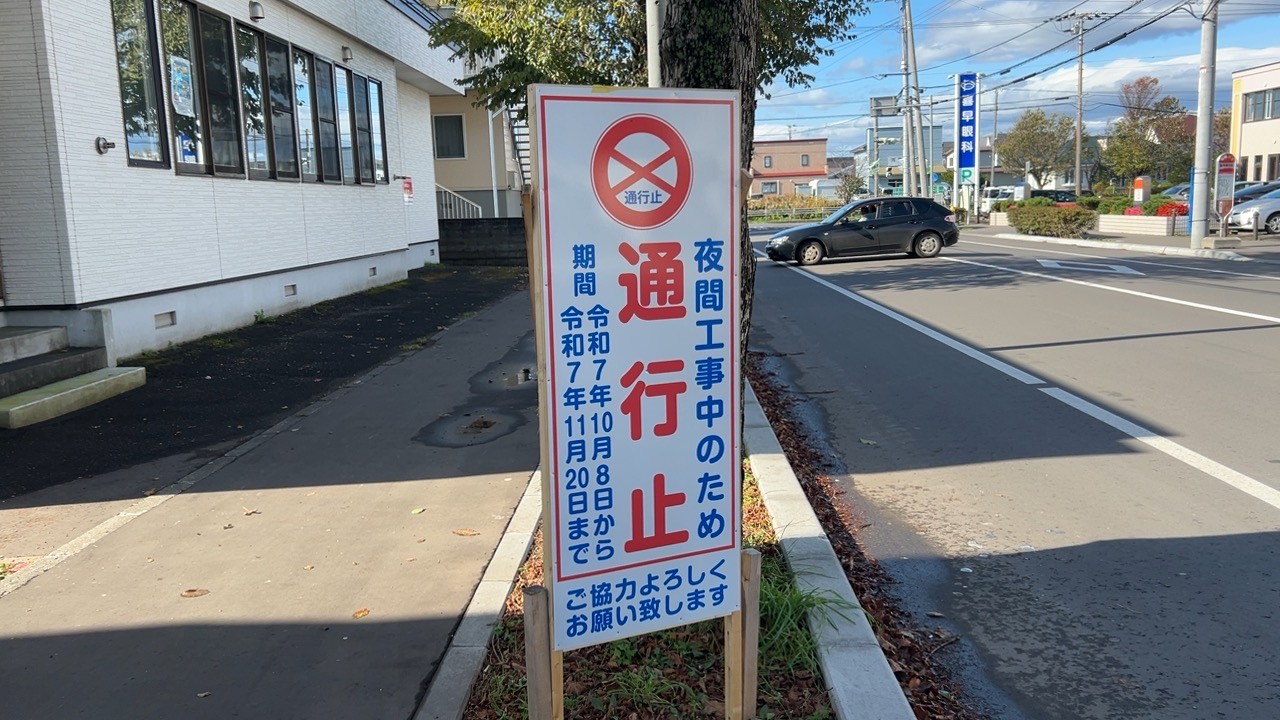 通行止
夜間工事中のため
通行止
期間
令和7年10月8日から
令和7年11月20日まで
ご協力よろしく
お願い致します
P